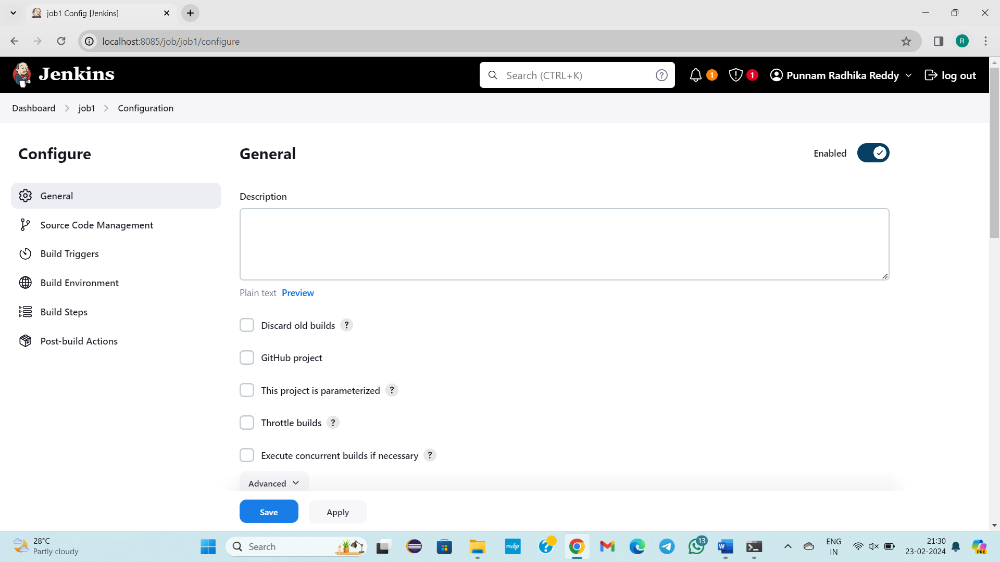 job1 Config [Jenkins]
localhost:8085/job/job1/configure
R
Jenkins
Search (CTRL+K)
?
1
1
Punnam Radhika Reddy
log out
Dashboard
job1
Configuration
Configure
General
Enabled
General
Source Code Management
Build Triggers
Build Environment
Build Steps
Post-build Actions
Description
Plain text Preview
Discard old builds ?
GitHub project
This project is parameterized ?
Throttle builds ?
Execute concurrent builds if necessary ?
Advanced
Save
Apply
28°C
Partly cloudy
Search
myhp
?
13
W
ENG
IN
21:30
23-02-2024
PRE